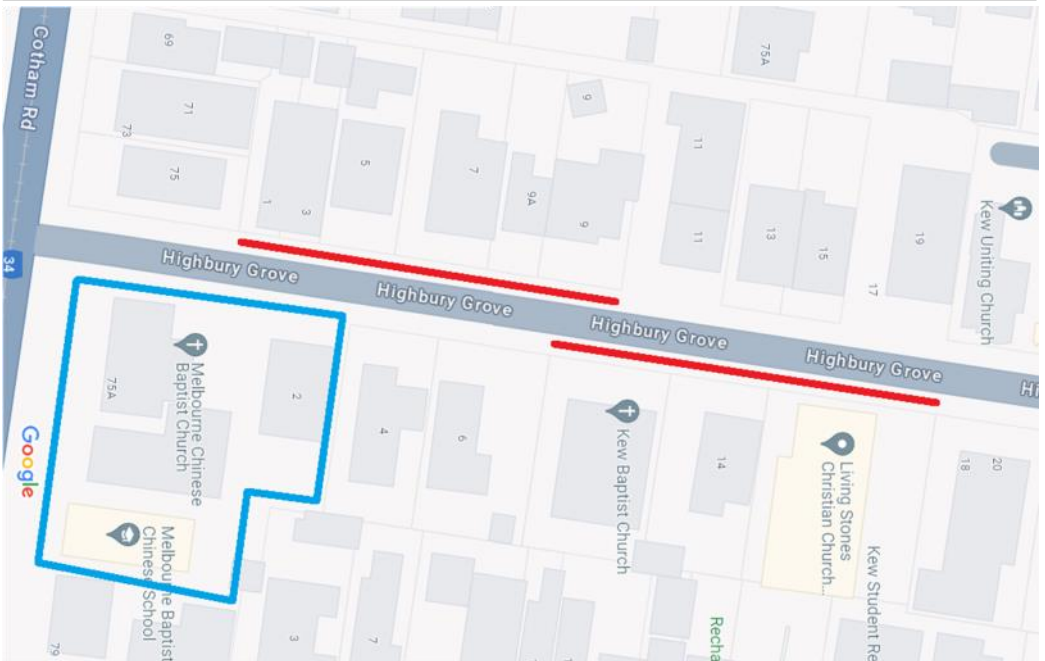 Cotham Rd
34
69
71
73
75
1
3
5
7
9
9A
9
11
11
13
15
17
19
75A
Kew Uniting Church
Highbury Grove
Highbury Grove
Highbury Grove
Highbury Grove
Hi
75A
Melbourne Chinese
Baptist Church
2
4
6
Kew Baptist Church
14
Living Stones
Christian Church...
18
20
Kew Student Re
Melbourne Baptist
Chinese School
79
3
7
Recha
Google